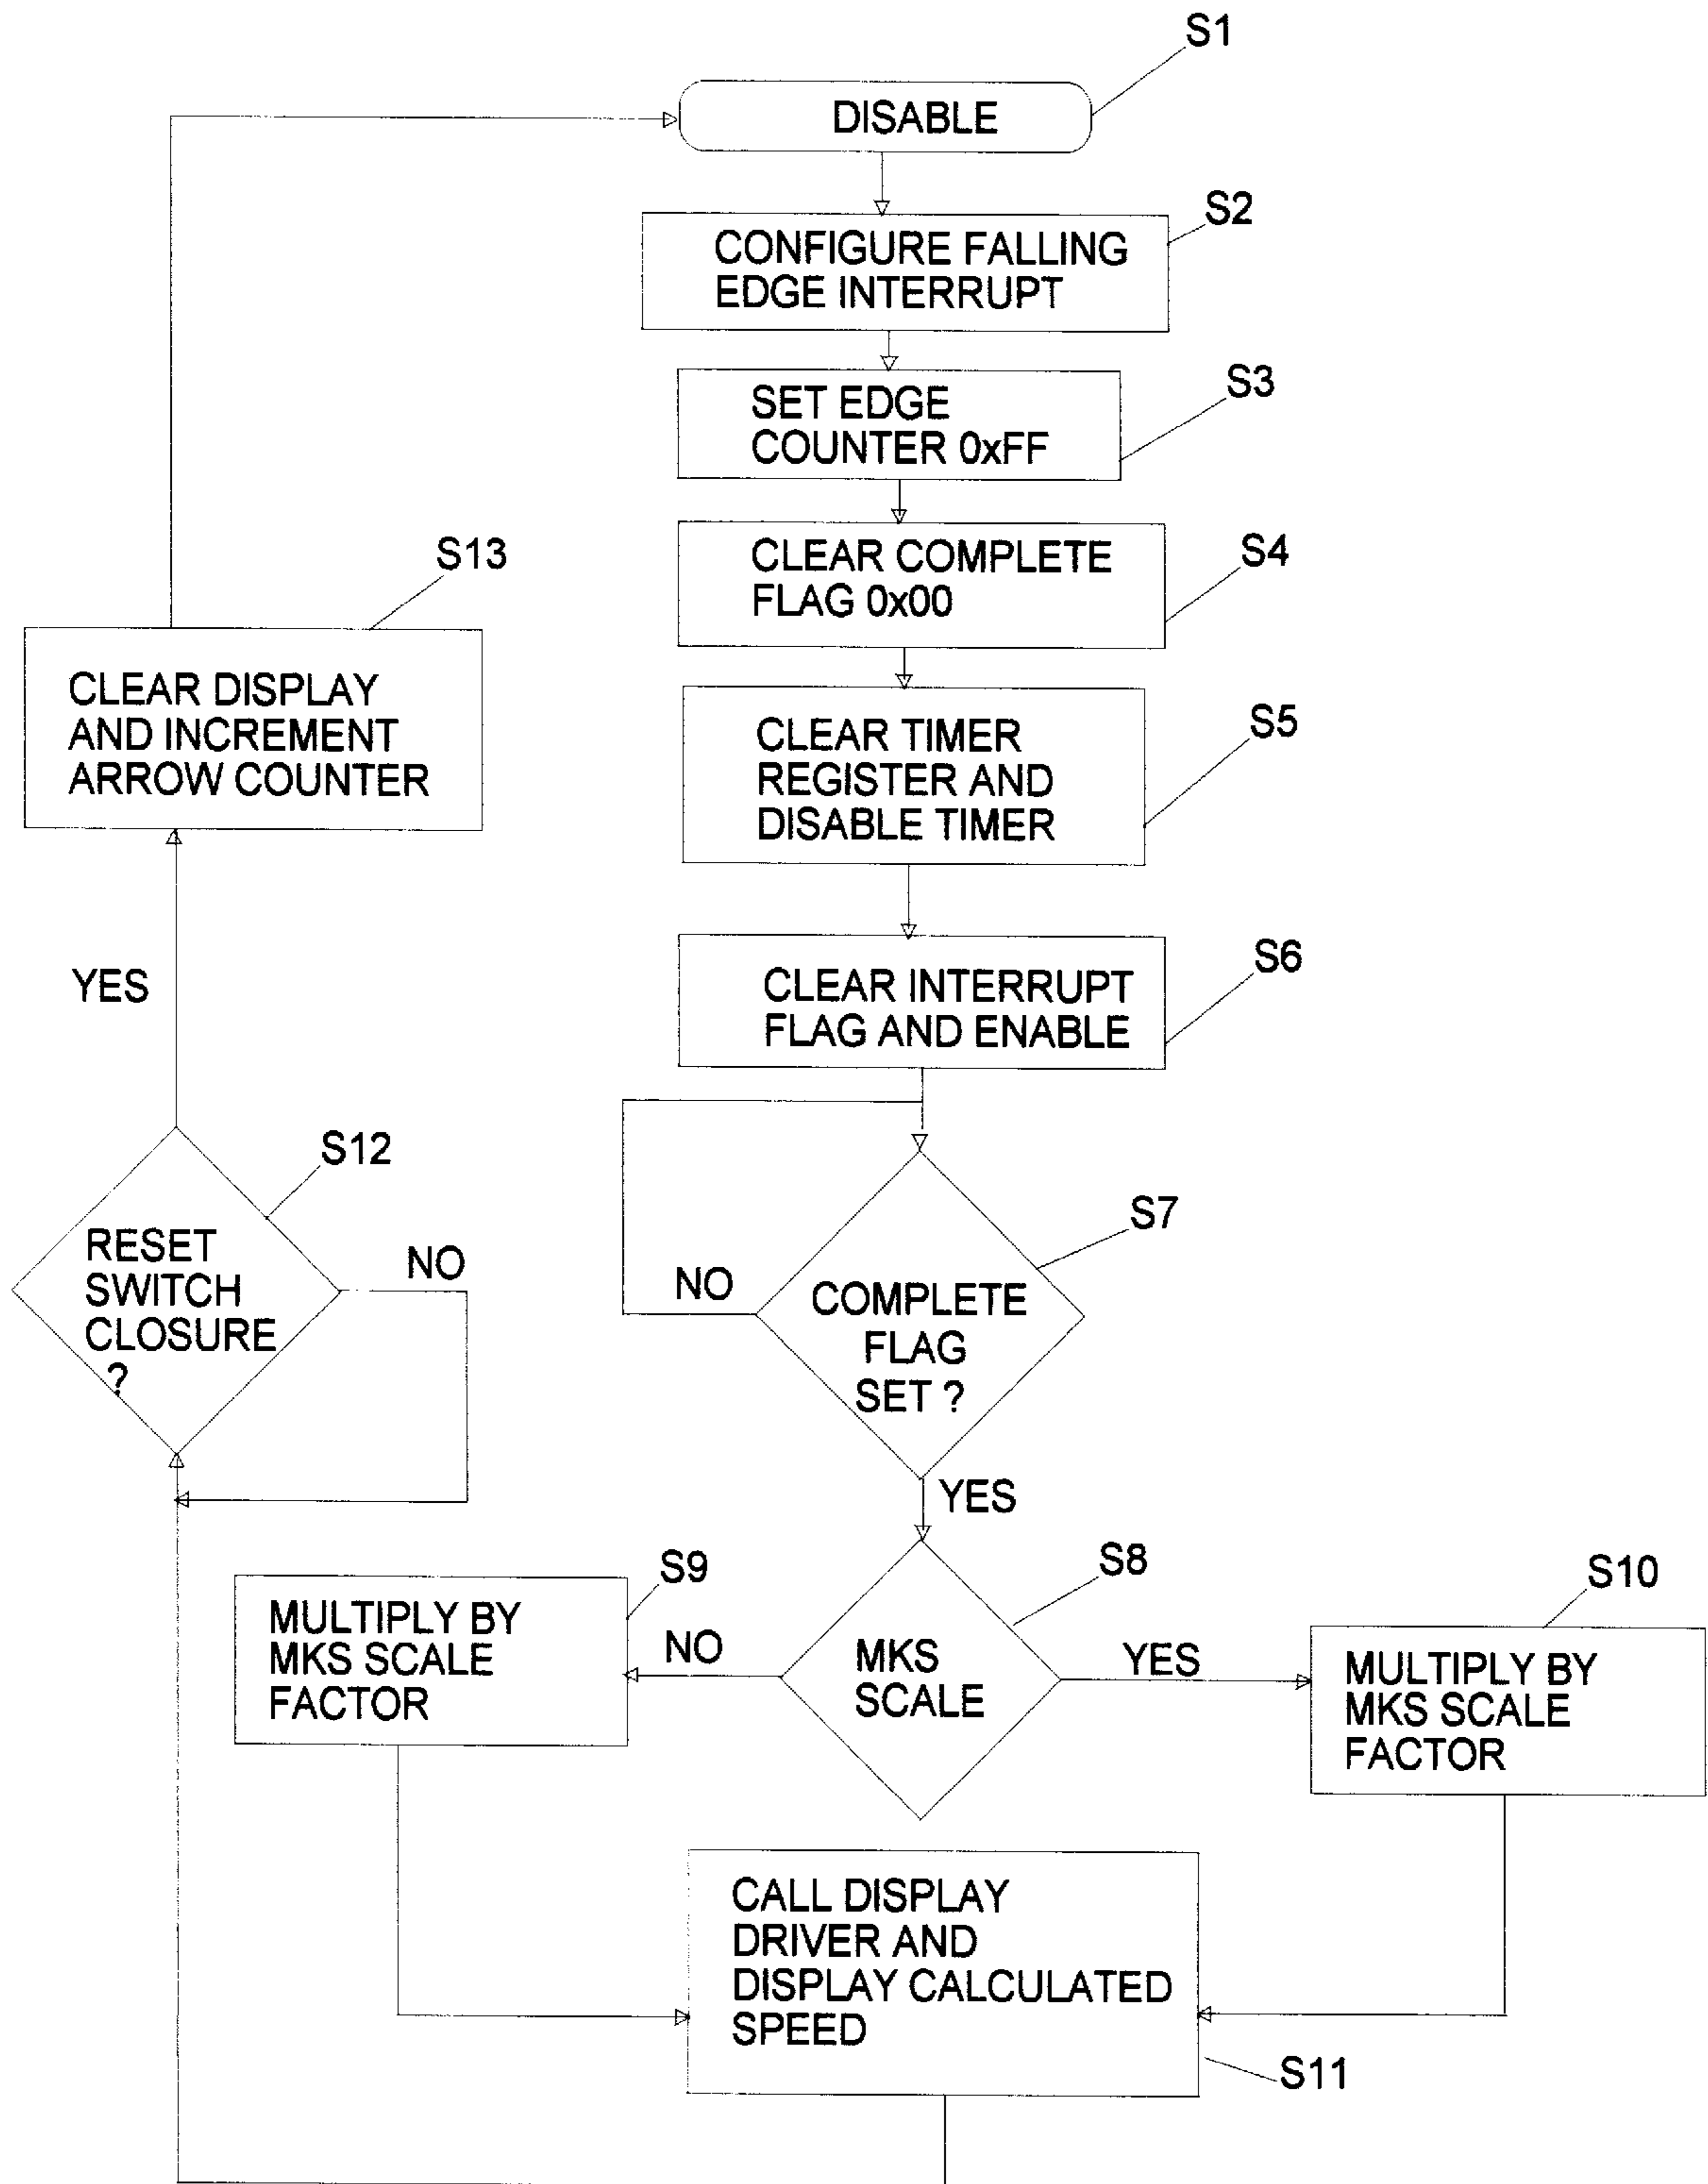 S1
DISABLE
S2
CONFIGURE FALLING
EDGE INTERRUPT
S3
SET EDGE
COUNTER 0xFF
S4
CLEAR COMPLETE
FLAG 0x00
S5
CLEAR TIMER
REGISTER AND
DISABLE TIMER
S6
CLEAR INTERRUPT
FLAG AND ENABLE
S7
COMPLETE
FLAG
SET ?
NO
YES
S8
MKS
SCALE
NO
YES
S9
MULTIPLY BY
MKS SCALE
FACTOR
S10
MULTIPLY BY
MKS SCALE
FACTOR
CALL DISPLAY
DRIVER AND
DISPLAY CALCULATED
SPEED
S11
S12
RESET
SWITCH
CLOSURE
?
NO
YES
S13
CLEAR DISPLAY
AND INCREMENT
ARROW COUNTER